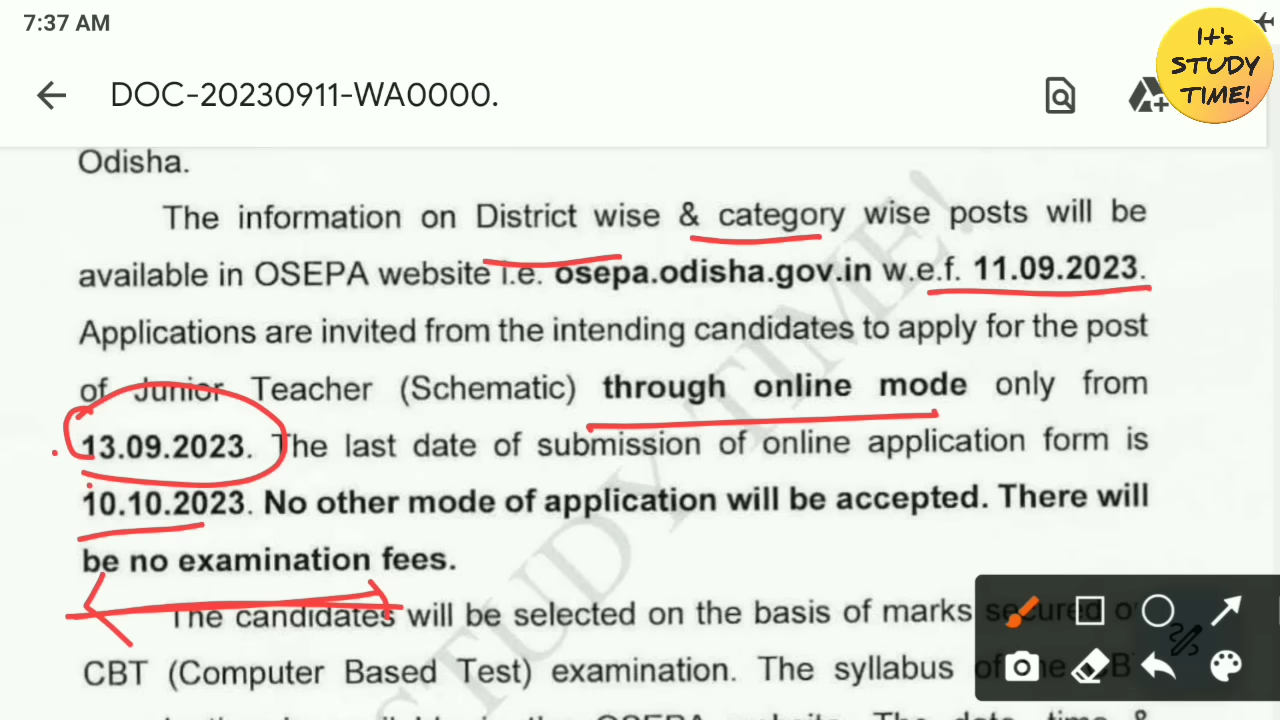 7:37 AM
It's
STUDY
TIME!
DOC-20230911-WA0000.
Odisha.
The information on District wise & category wise posts will be
available in OSEPA website i.e. osepa.odisha.gov.in w.e.f. 11.09.2023.
Applications are invited from the intending candidates to apply for the post
of Junior Teacher (Schematic) through online mode only from
13.09.2023. The last date of submission of online application form is
10.10.2023. No other mode of application will be accepted. There will
be no examination fees.
The candidates will be selected on the basis of marks secured
CBT (Computer Based Test) examination. The syllabus of
STUDY TIME!